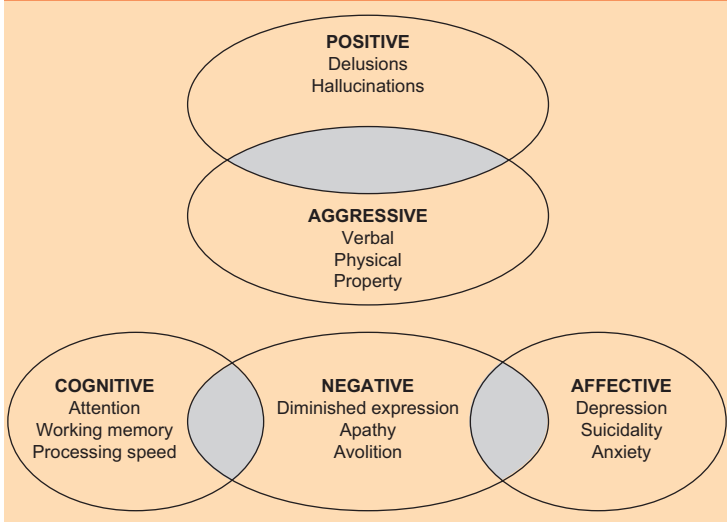 POSITIVE
Delusions
Hallucinations
AGGRESSIVE
Verbal
Physical
Property
COGNITIVE
Attention
Working memory
Processing speed
NEGATIVE
Diminished expression
Apathy
Avolition
AFFECTIVE
Depression
Suicidality
Anxiety